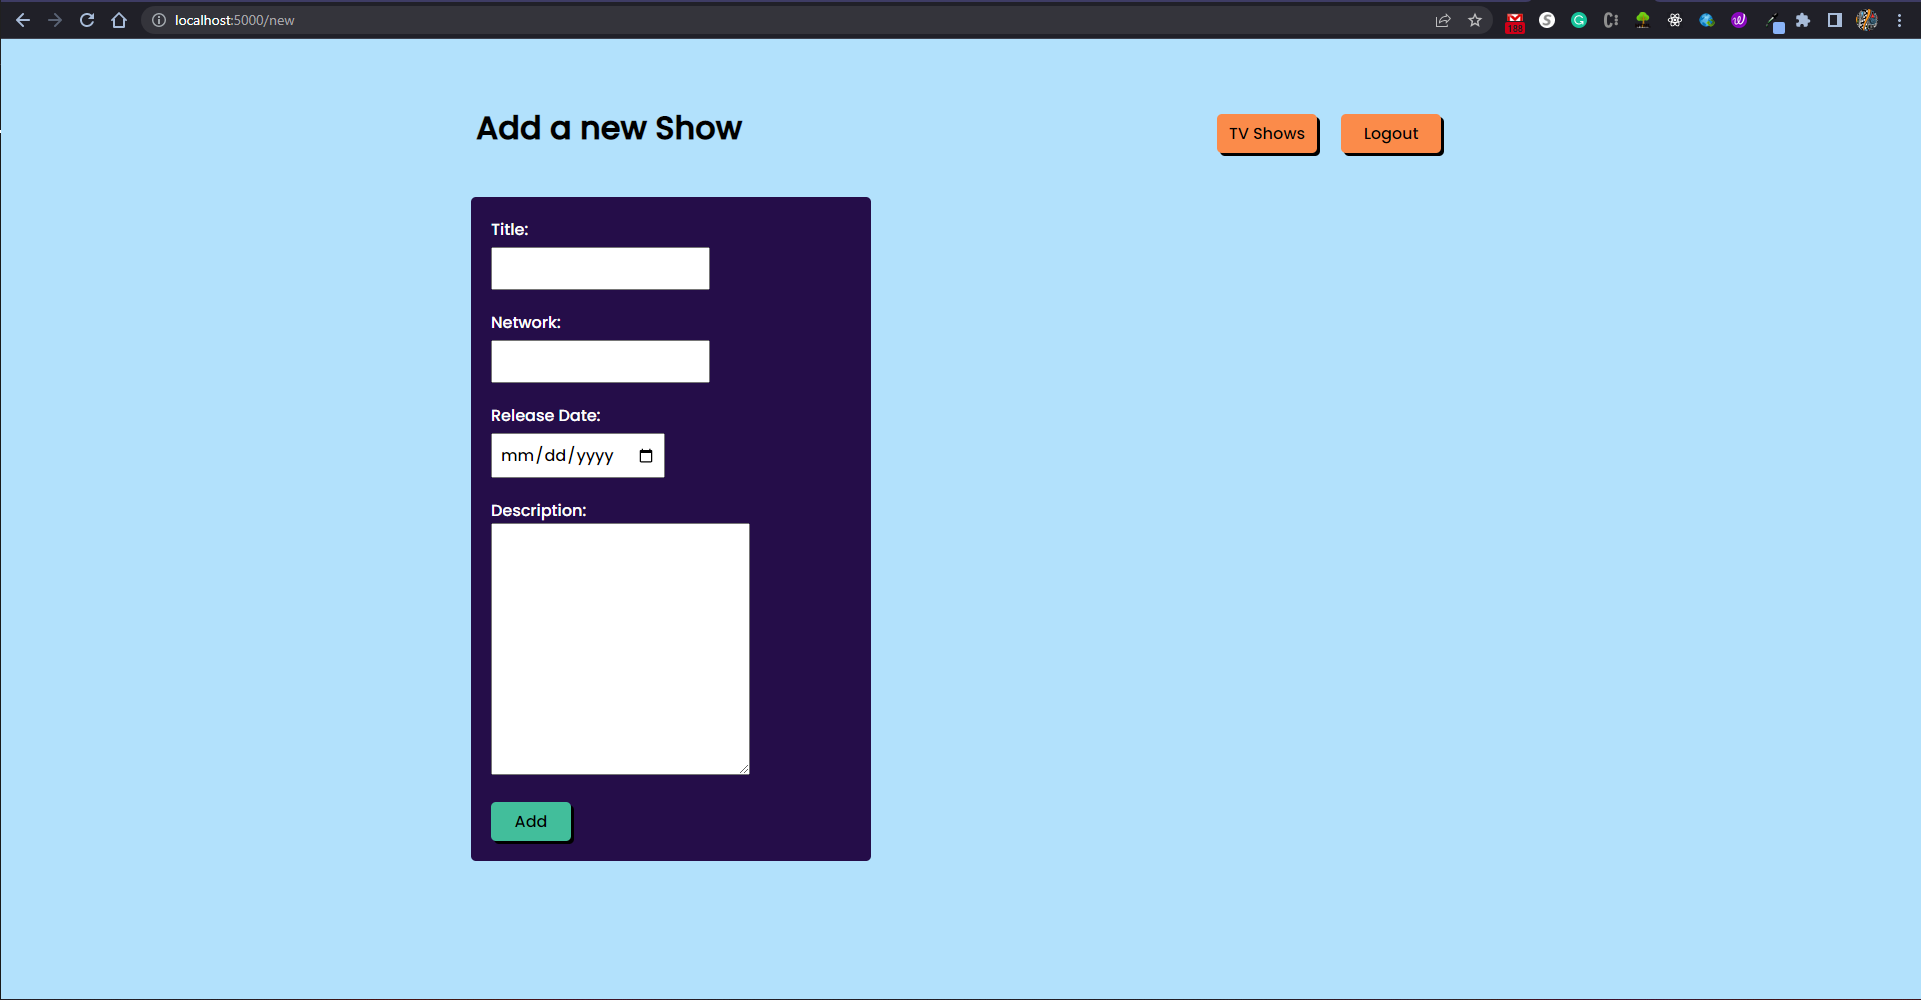 localhost:5000/new
Add a new Show
TV Shows
Logout
Title:
Network:
Release Date:
mm/dd/yyyy
Description:
Add